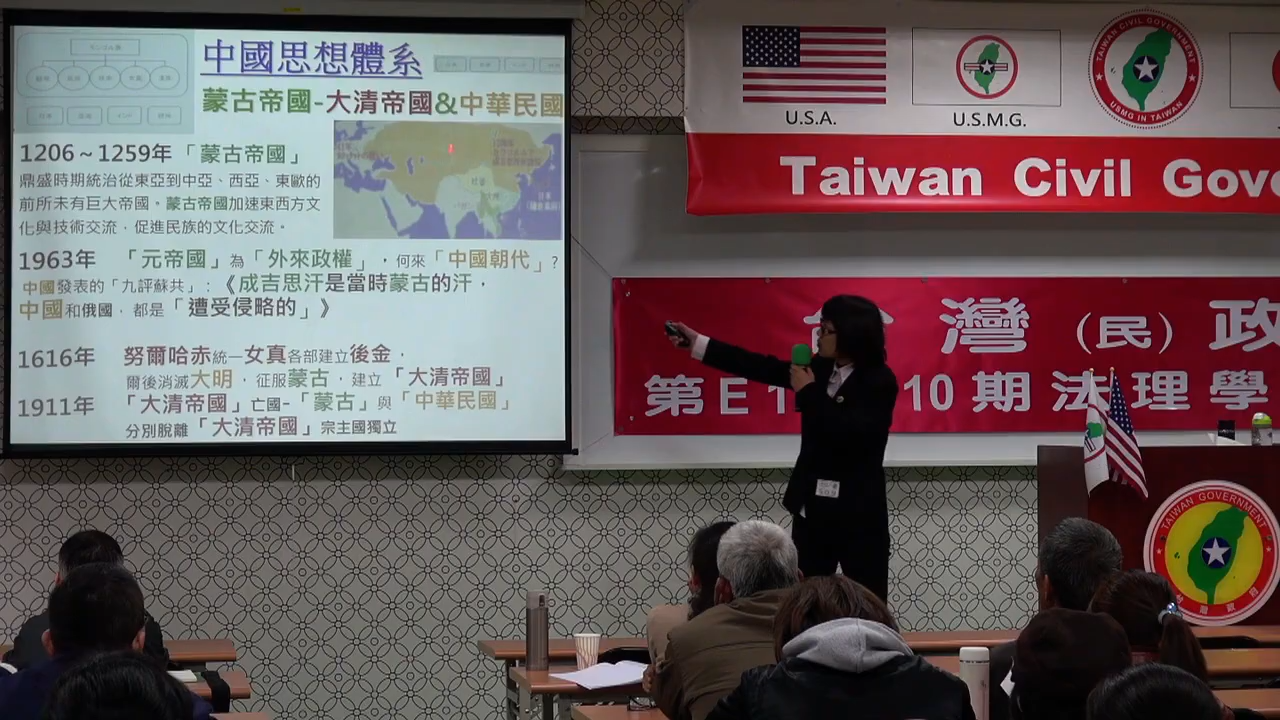 中國思想體系
蒙古帝國-大清帝國&中華民國
1206～1259年「蒙古帝國」
鼎盛時期統治從東亞到中亞、西亞、東歐的
前所未有巨大帝國。蒙古帝國加速東西方文
化與技術交流，促進民族的文化交流。
1963年 「元帝國」為「外來政權」，何來「中國朝代」?
中國發表的「九評蘇共」:《成吉思汗是當時蒙古的汗，
中國和俄國，都是「遭受侵略的」》
1616年 努爾哈赤統一女真各部建立後金，
爾後消滅大明，征服蒙古，建立「大清帝國」
1911年 「大清帝國」亡國-「蒙古」與「中華民國」
分別脫離「大清帝國」宗主國獨立
U.S.A.
U.S.M.G.
TAIWAN CIVIL GOVERNMENT
USMG IN TAIWAN
Taiwan Civil Gove
台灣(民)政
第E1 10期法理學
TAIWAN GOVERNMENT